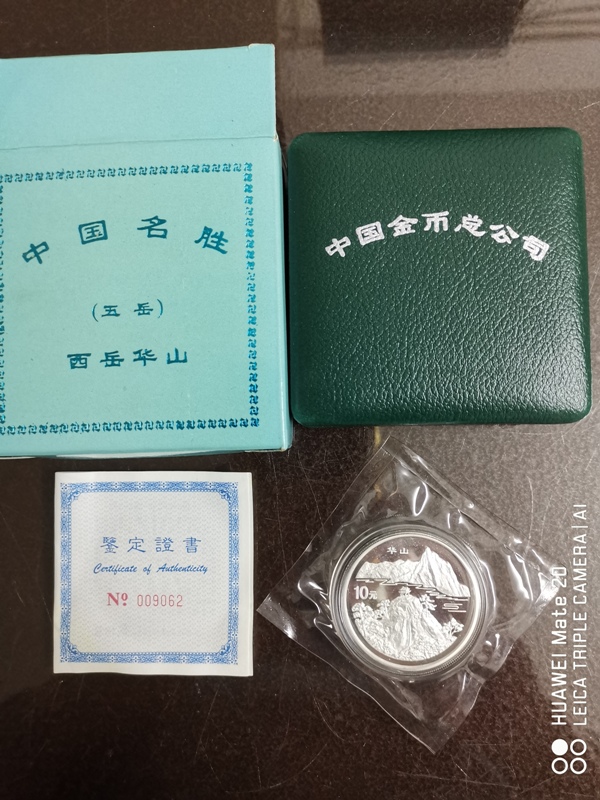 中国名胜
(五岳)
西岳华山
中国金币总公司
鑒定證書
Certificate of Authenticity
Nº 009062
华山
10元
HUAWEI Mate 20
LEICA TRIPLE CAMERA | AI